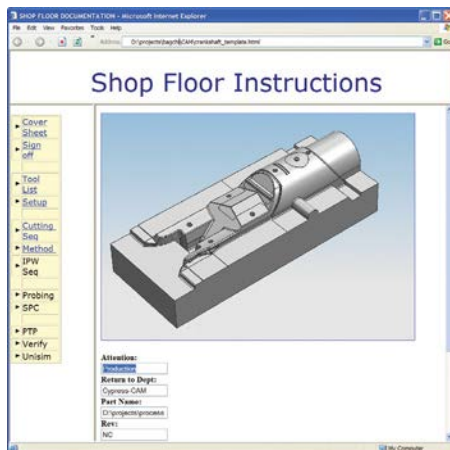 SHOP FLOOR DOCUMENTATION - Microsoft Internet Explorer
File Edit View Favorites Tools Help
Address
Shop Floor Instructions
Cover
Sheet
Sign
off
Tool
List
Setup
Cutting
Seq
Method
IPW
Seq
Probing
SPC
PTP
Verify
Unisim
Attention:
Production
Return to Dept:
Cypress-CAM
Part Name:
D:\projects\process
Rev:
NC
My Computer